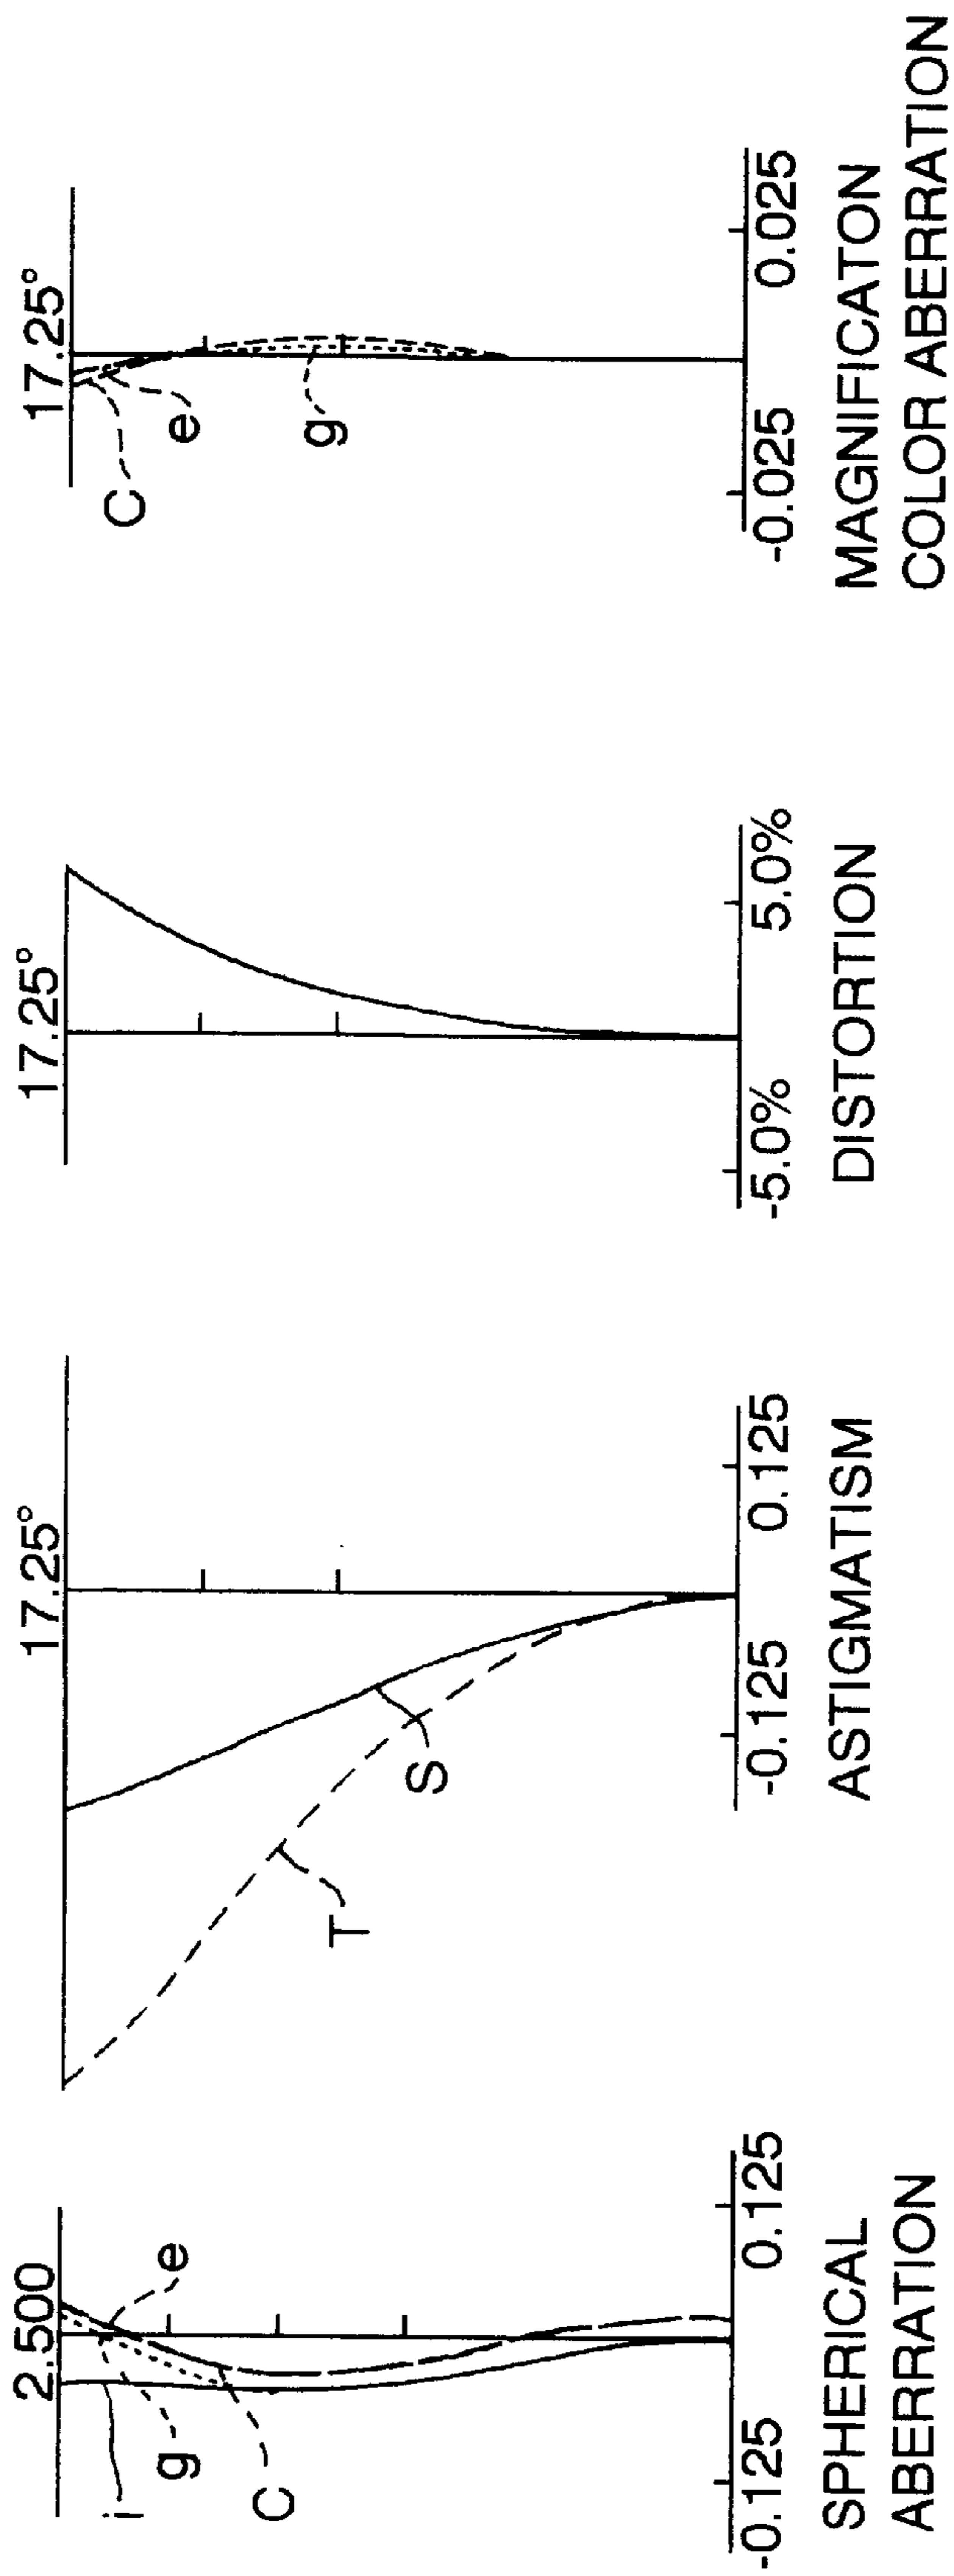 2.500
i
g
C
e
-0.125
0.125
SPHERICAL
ABERRATION
17.25°
T
S
-0.125
0.125
ASTIGMATISM
17.25°
-5.0%
5.0%
DISTORTION
17.25°
C
e
g
-0.025
0.025
MAGNIFICATON
COLOR ABERRATION